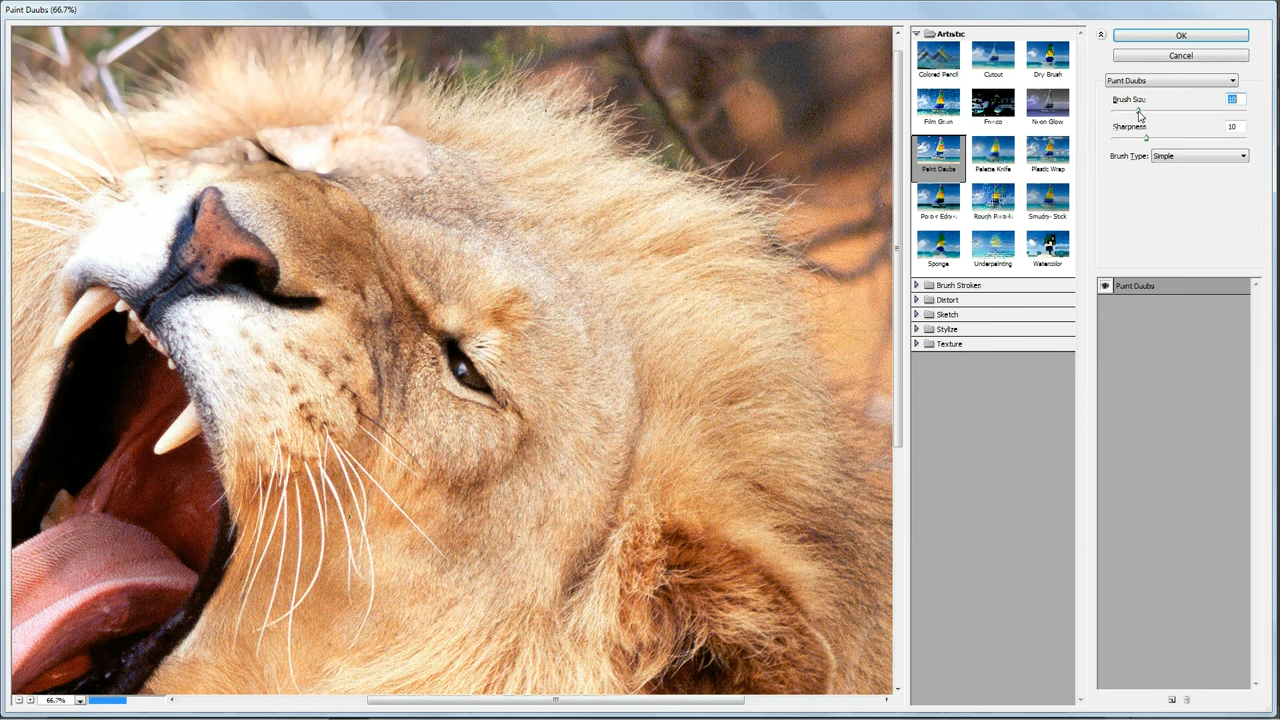 Paint Daubs (66.7%)
Artistic
OK
Cancel
Colored Pencil
Cutout
Dry Brush
Paint Daubs
Brush Size
10
Film Grain
Fresco
Neon Glow
Sharpness
10
Brush Type:
Simple
Paint Daubs
Palette Knife
Plastic Wrap
Poster Edges
Rough Pastels
Smudge Stick
Sponge
Underpainting
Watercolor
Brush Strokes
Paint Daubs
Distort
Sketch
Stylize
Texture
66.7%